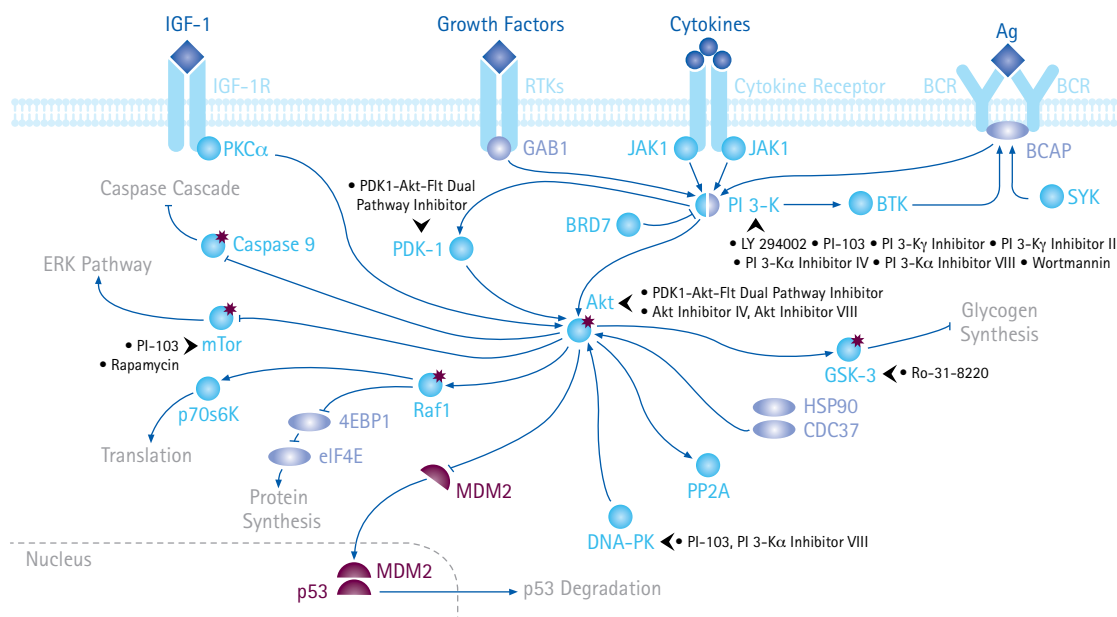 IGF-1
Growth Factors
Cytokines
Ag
IGF-1R
RTKs
Cytokine Receptor
BCR
BCR
PKCα
GAB1
JAK1
JAK1
BCAP
Caspase Cascade
• PDK1-Akt-Flt Dual
Pathway Inhibitor
PI 3-K
BTK
SYK
BRD7
PDK-1
Caspase 9
• LY 294002 • PI-103 • PI 3-Kγ Inhibitor • PI 3-Kγ Inhibitor II
• PI 3-Kα Inhibitor IV • PI 3-Kα Inhibitor VIII • Wortmannin
ERK Pathway
Akt
• PDK1-Akt-Flt Dual Pathway Inhibitor
• Akt Inhibitor IV, Akt Inhibitor VIII
Glycogen
Synthesis
• PI-103
• Rapamycin
mTor
GSK-3
• Ro-31-8220
p70s6K
Raf1
4EBP1
HSP90
CDC37
Translation
eIF4E
Protein
Synthesis
MDM2
PP2A
DNA-PK
• PI-103, PI 3-Kα Inhibitor VIII
Nucleus
MDM2
p53
p53 Degradation